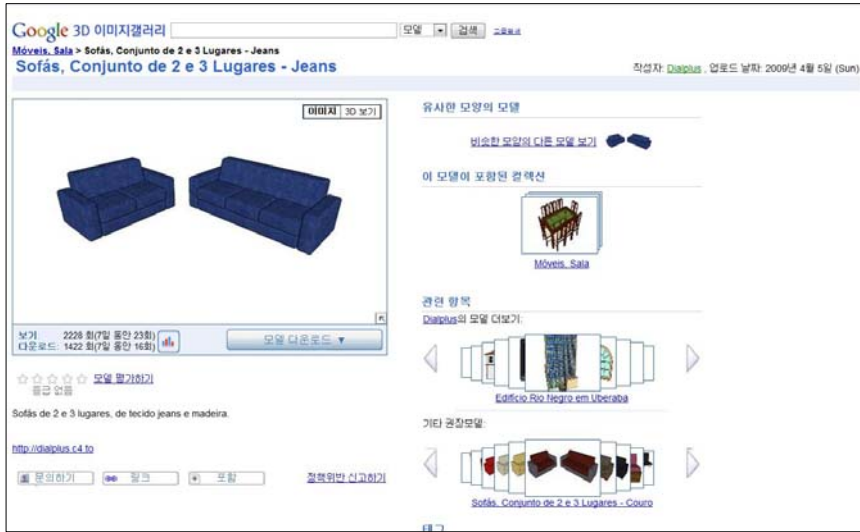 Google 3D 이미지갤러리
모델
검색
Móveis, Sala > Sofás, Conjunto de 2 e 3 Lugares - Jeans
Sofás, Conjunto de 2 e 3 Lugares - Jeans
작성자: Dialplus , 업로드 날짜: 2009년 4월 5일 (Sun)
이미지 3D 보기
보기 2228 회(7일 동안 23회)
다운로드: 1422 회(7일 동안 16회)
모델 다운로드 ▼
모델 평가하기
등급 없음
Sofás de 2 e 3 lugares, de tecido jeans e madeira.
http://dialplus.c4.to
문의하기
링크
포함
정책위반 신고하기
유사한 모양의 모델
비슷한 모양의 다른 모델 보기
이 모델이 포함된 컬렉션
Móveis, Sala
관련 항목
Dialplus의 모델 더보기:
Edifício Rio Negro em Uberaba
기타 권장모델:
Sofás, Conjunto de 2 e 3 Lugares - Couro
태그